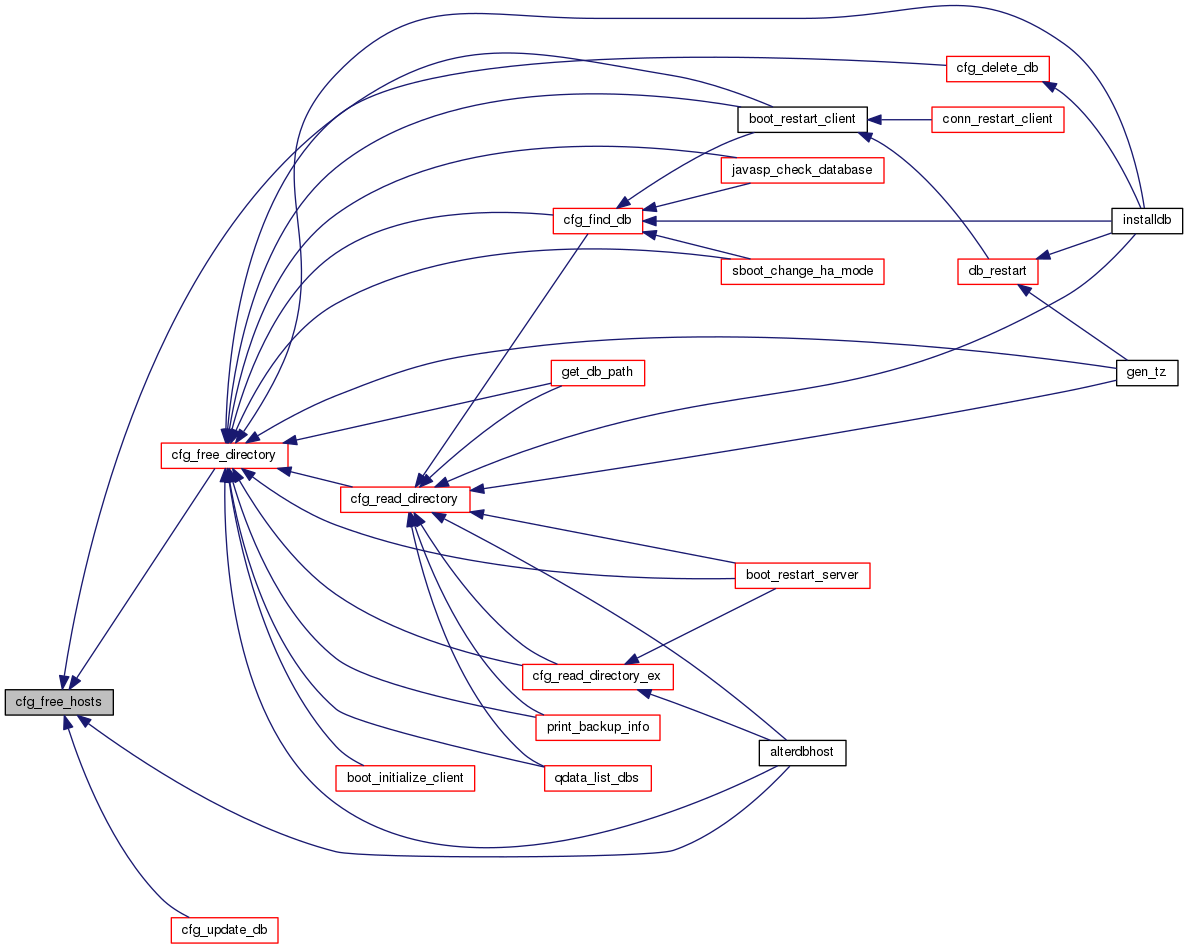 cfg_delete_db
boot_restart_client
conn_restart_client
javasp_check_database
cfg_find_db
installdb
sboot_change_ha_mode
db_restart
get_db_path
gen_tz
cfg_free_directory
cfg_read_directory
boot_restart_server
cfg_read_directory_ex
cfg_free_hosts
print_backup_info
alterdbhost
boot_initialize_client
qdata_list_dbs
cfg_update_db